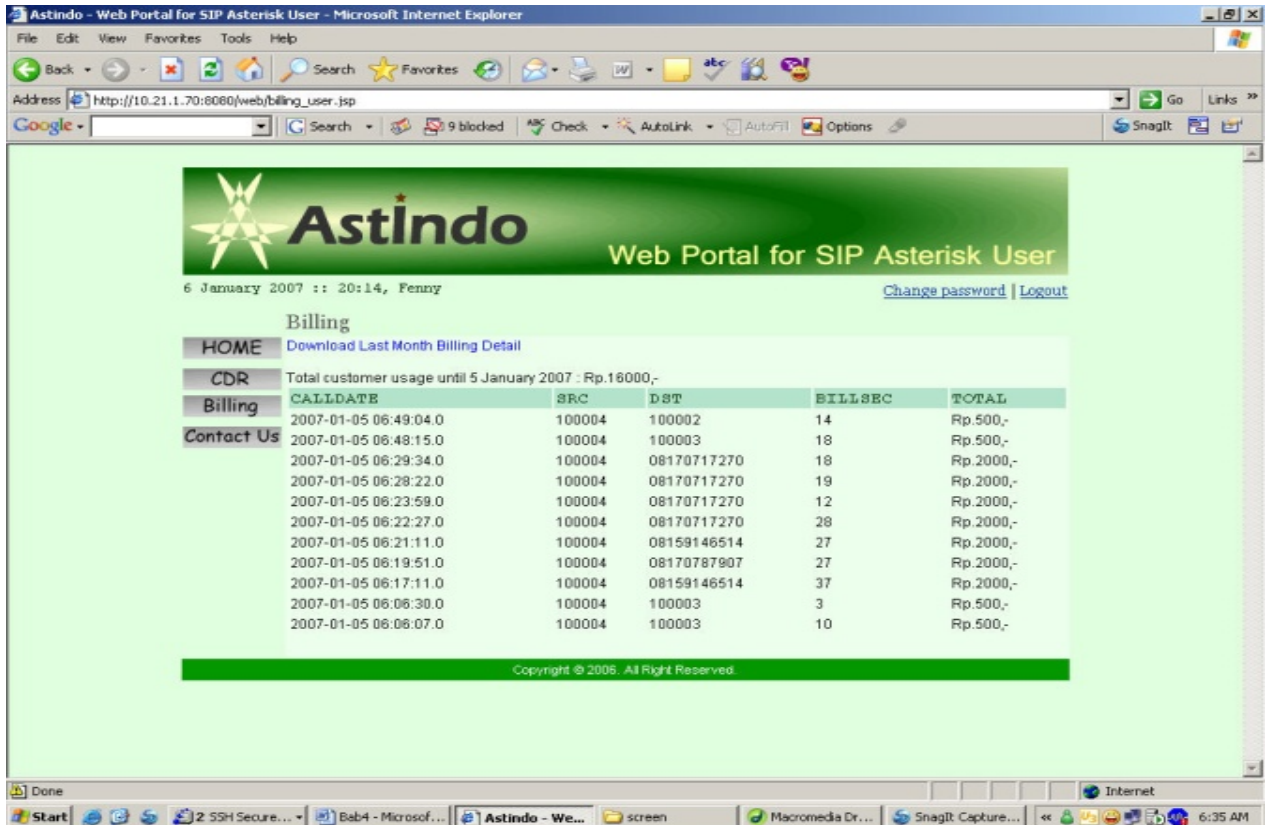 Astindo - Web Portal for SIP Asterisk User - Microsoft Internet Explorer
File Edit View Favorites Tools Help
Back Search Favorites
Address http://10.21.1.70:8080/web/billing_user.jsp Go Links »
Google Search 9 blocked Check AutoLink AutoFill Options SnagIt
Astindo
Web Portal for SIP Asterisk User
6 January 2007 :: 20:14, Fenny Change password | Logout
Billing
HOME
CDR
Billing
Contact Us
Download Last Month Billing Detail
Total customer usage until 5 January 2007 : Rp.16000,-
CALLDATE SRC DST BILLSEC TOTAL
2007-01-05 06:49:04.0 100004 100002 14 Rp.500,-
2007-01-05 06:48:15.0 100004 100003 18 Rp.500,-
2007-01-05 06:29:34.0 100004 08170717270 18 Rp.2000,-
2007-01-05 06:28:22.0 100004 08170717270 19 Rp.2000,-
2007-01-05 06:23:59.0 100004 08170717270 12 Rp.2000,-
2007-01-05 06:22:27.0 100004 08170717270 28 Rp.2000,-
2007-01-05 06:21:11.0 100004 08159146514 27 Rp.2000,-
2007-01-05 06:19:51.0 100004 08170787907 27 Rp.2000,-
2007-01-05 06:17:11.0 100004 08159146514 37 Rp.2000,-
2007-01-05 06:06:30.0 100004 100003 3 Rp.500,-
2007-01-05 06:06:07.0 100004 100003 10 Rp.500,-
Copyright © 2006. All Right Reserved.
Done Internet
Start 2 SSH Secure... Bab4 - Microsof... Astindo - We... screen Macromedia Dr... SnagIt Capture... « 6:35 AM